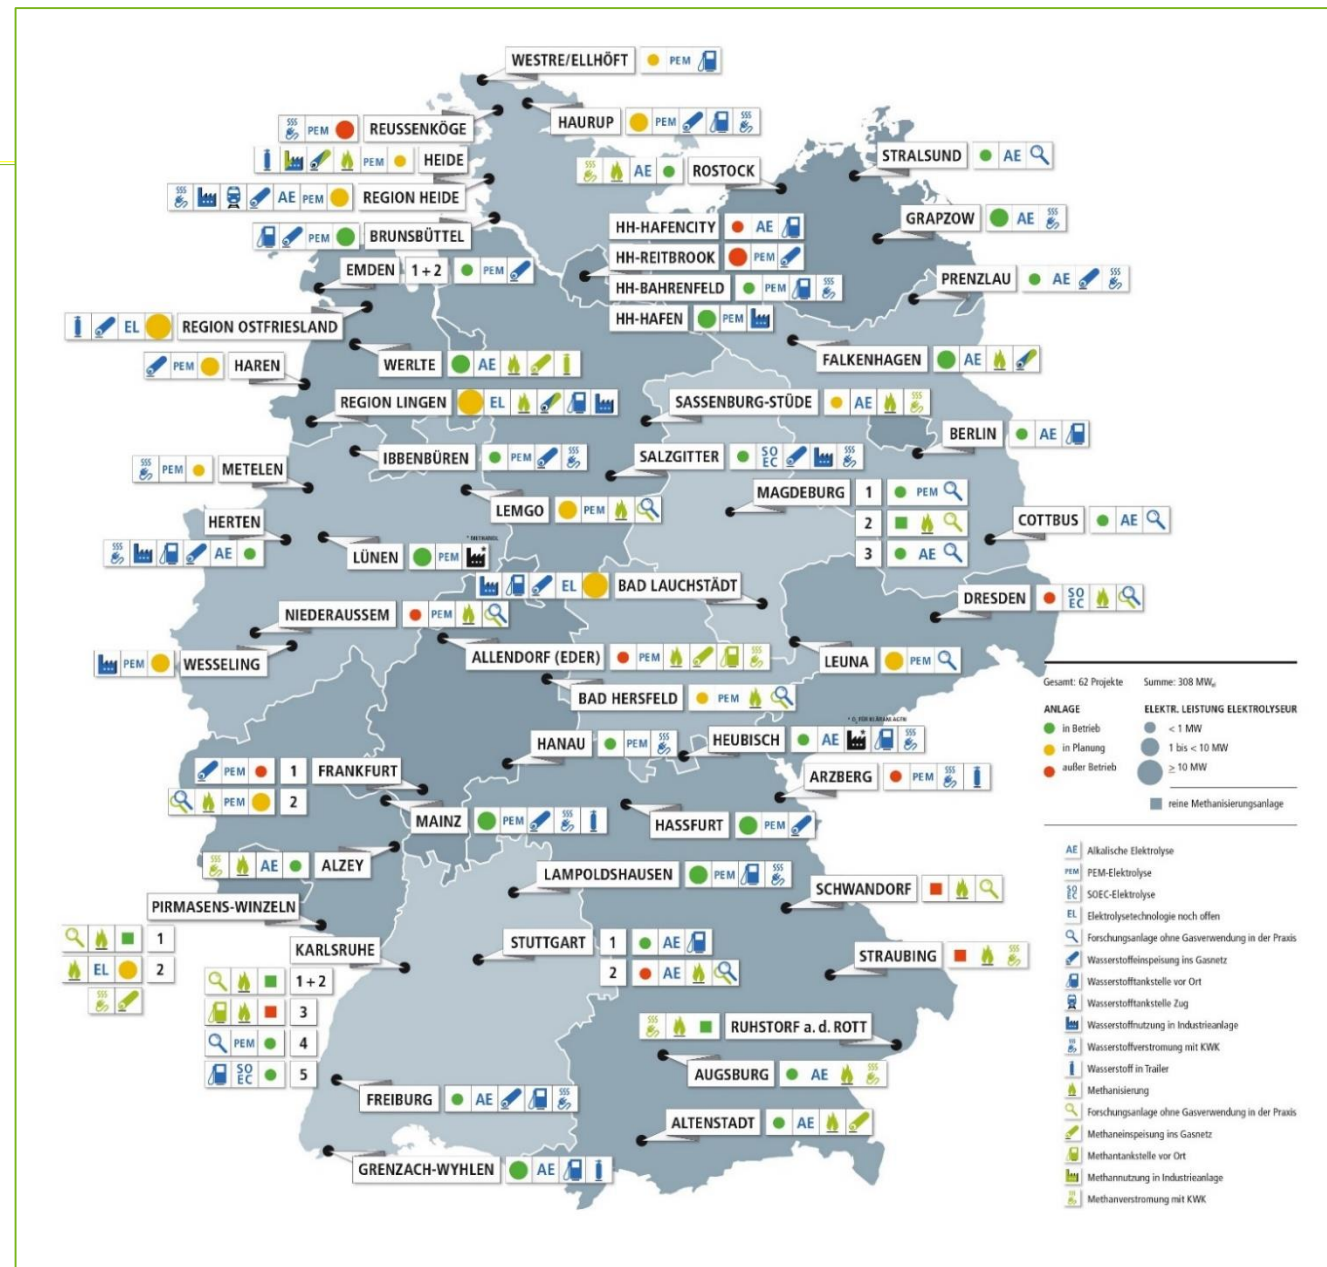 WESTRE/ELLHÖFT PEM
HAURUP PEM
PEM REUSSENKÖGE
PEM HEIDE
AE PEM REGION HEIDE
PEM BRUNSBÜTTEL
AE ROSTOCK
STRALSUND AE
GRAPZOW AE
HH-HAFENCITY AE
HH-REITBROOK PEM
HH-BAHRENFELD PEM
HH-HAFEN PEM
EMDEN 1 + 2 PEM
PRENZLAU AE
EL REGION OSTFRIESLAND
WERLTE AE
PEM HAREN
FALKENHAGEN AE
REGION LINGEN EL
SASSENBURG-STÜDE AE
BERLIN AE
IBBENBÜREN PEM
SALZGITTER SO EC
PEM METELEN
LEMGO PEM
MAGDEBURG 1 PEM
2
3 AE
COTTBUS AE
HERTEN
AE
LÜNEN PEM
* METHANOL
EL BAD LAUCHSTÄDT
DRESDEN SO EC
NIEDERAUSSEM PEM
PEM WESSELING
ALLENDORF (EDER) PEM
LEUNA PEM
BAD HERSFELD PEM
HANAU PEM
HEUBISCH AE
* O₂ FÜR KLÄRANLAGEN
ARZBERG PEM
PEM 1 FRANKFURT
PEM 2
MAINZ PEM
HASSFURT PEM
AE ALZEY
LAMPOLDSHAUSEN PEM
SCHWANDORF
PIRMASENS-WINZELN
1
EL 2
KARLSRUHE
1 + 2
3
PEM 4
SO EC 5
STUTTGART 1 AE
2 AE
STRAUBING
RUHSTORF a. d. ROTT
AUGSBURG AE
FREIBURG AE
ALTENSTADT AE
GRENZACH-WYHLEN AE
Gesamt: 62 Projekte Summe: 308 MWel
ANLAGE ELEKTR. LEISTUNG ELEKTROLYSEUR
in Betrieb < 1 MW
in Planung 1 bis < 10 MW
außer Betrieb ≥ 10 MW
reine Methanisierungsanlage
AE Alkalische Elektrolyse
PEM PEM-Elektrolyse
SO EC SOEC-Elektrolyse
EL Elektrolysetechnologie noch offen
Forschungsanlage ohne Gasverwendung in der Praxis
Wasserstoffeinspeisung ins Gasnetz
Wasserstofftankstelle vor Ort
Wasserstofftankstelle Zug
Wasserstoffnutzung in Industrieanlage
Wasserstoffverstromung mit KWK
Wasserstoff in Trailer
Methanisierung
Forschungsanlage ohne Gasverwendung in der Praxis
Methaneinspeisung ins Gasnetz
Methantankstelle vor Ort
Methannutzung in Industrieanlage
Methanverstromung mit KWK